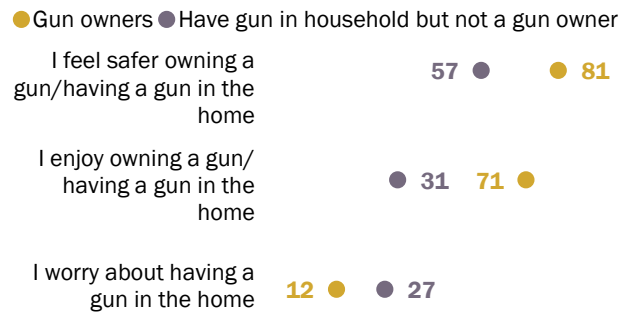 Gun owners Have gun in household but not a gun owner
I feel safer owning a
gun/having a gun in the
home
57 81
I enjoy owning a gun/
having a gun in the
home
31 71
I worry about having a
gun in the home
12 27